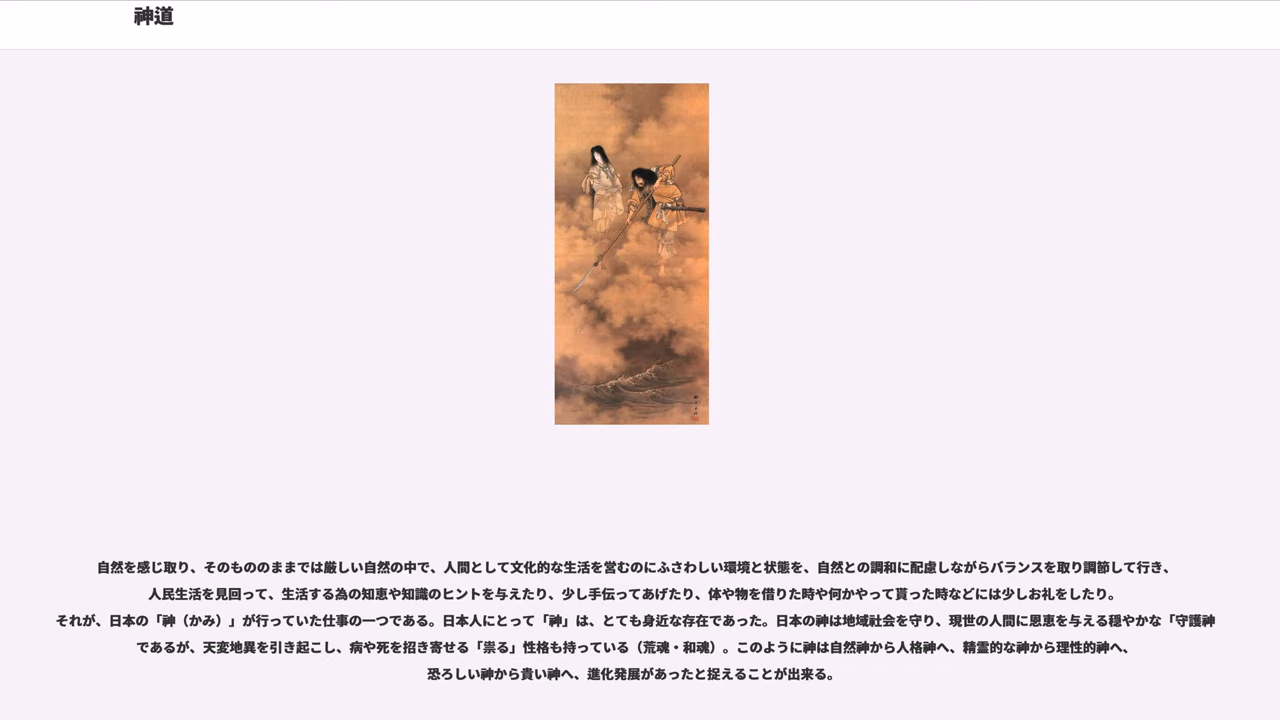 神道
自然を感じ取り、そのもののままでは厳しい自然の中で、人間として文化的な生活を営むのにふさわしい環境と状態を、自然との調和に配慮しながらバランスを取り調節して行き、
人民生活を見回って、生活する為の知恵や知識のヒントを与えたり、少し手伝ってあげたり、体や物を借りた時や何かやって貰った時などには少しお礼をしたり。
それが、日本の「神（かみ）」が行っていた仕事の一つである。日本人にとって「神」は、とても身近な存在であった。日本の神は地域社会を守り、現世の人間に恩恵を与える穏やかな「守護神
であるが、天変地異を引き起こし、病や死を招き寄せる「祟る」性格も持っている（荒魂・和魂）。このように神は自然神から人格神へ、精霊的な神から理性的神へ、
恐ろしい神から貴い神へ、進化発展があったと捉えることが出来る。